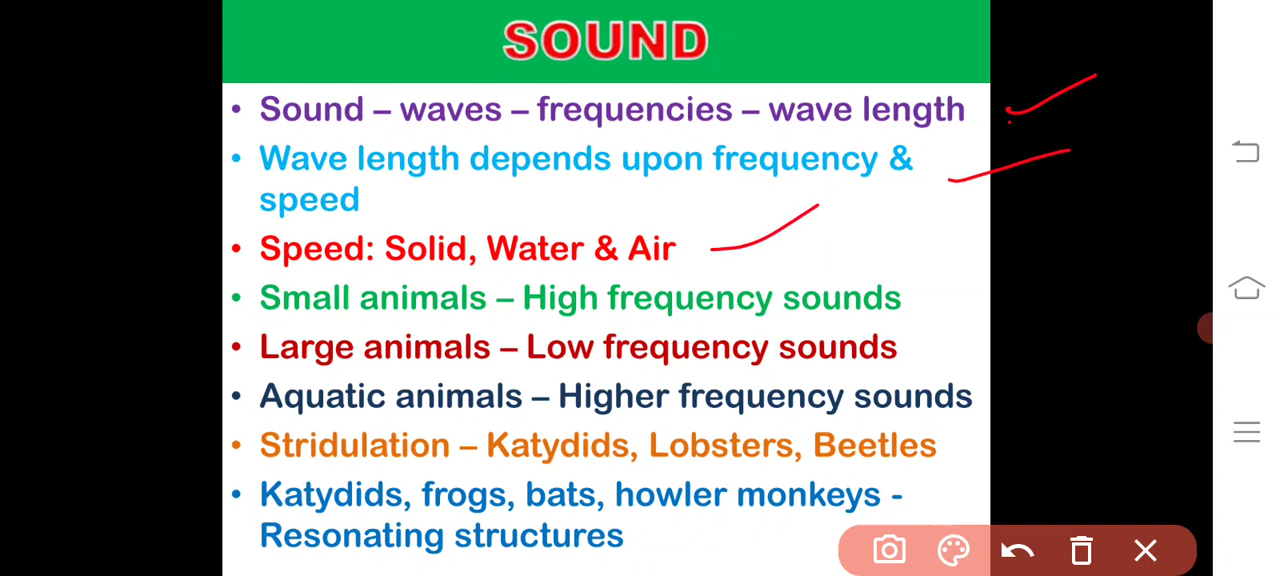 SOUND
• Sound – waves – frequencies – wave length
• Wave length depends upon frequency &
speed
• Speed: Solid, Water & Air
• Small animals – High frequency sounds
• Large animals – Low frequency sounds
• Aquatic animals – Higher frequency sounds
• Stridulation – Katydids, Lobsters, Beetles
• Katydids, frogs, bats, howler monkeys -
Resonating structures